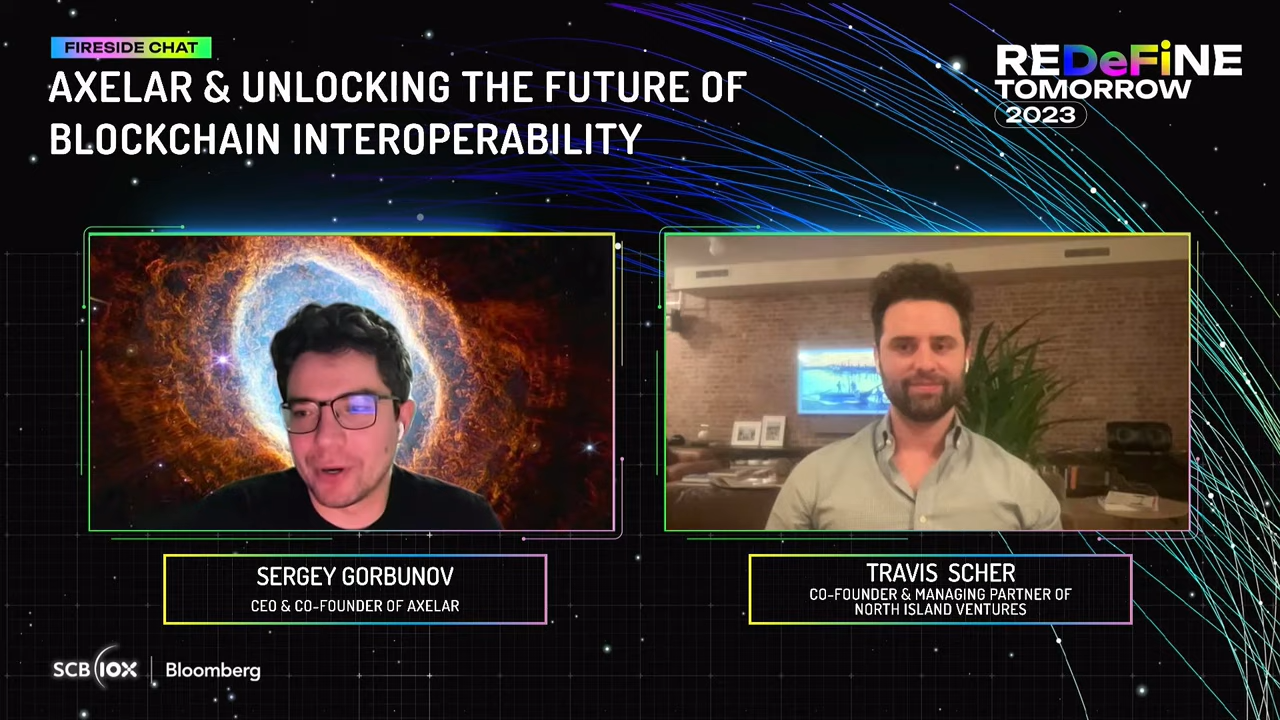 FIRESIDE CHAT
AXELAR & UNLOCKING THE FUTURE OF
BLOCKCHAIN INTEROPERABILITY
REDeFiNE
TOMORROW
2023
SERGEY GORBUNOV
CEO & CO-FOUNDER OF AXELAR
TRAVIS SCHER
CO-FOUNDER & MANAGING PARTNER OF
NORTH ISLAND VENTURES
SCB 10X | Bloomberg